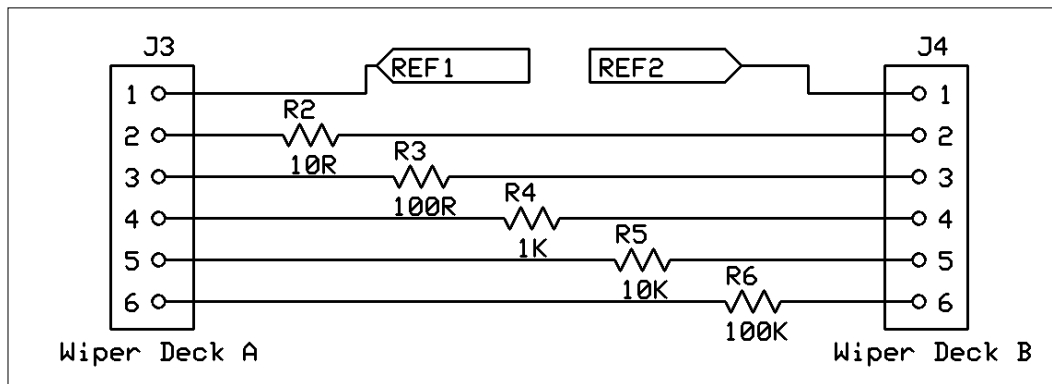 J3 J4
REF1 REF2
1 1
R2
2 2
10R
R3
3 3
100R
R4
4 4
1K
R5
5 5
10K
R6
6 6
100K
Wiper Deck A Wiper Deck B